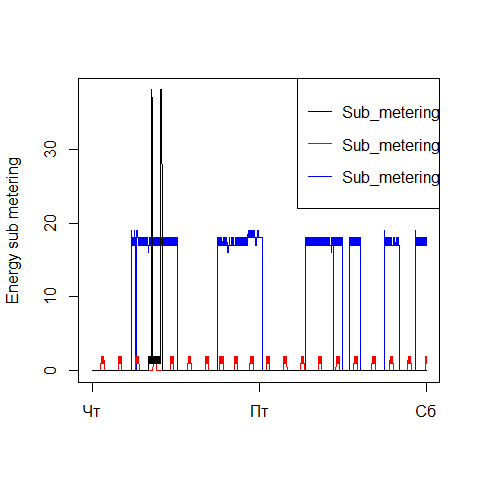 Sub_metering
Sub_metering
Sub_metering
Energy sub metering
30
20
10
0
Чт
Пт
Сб